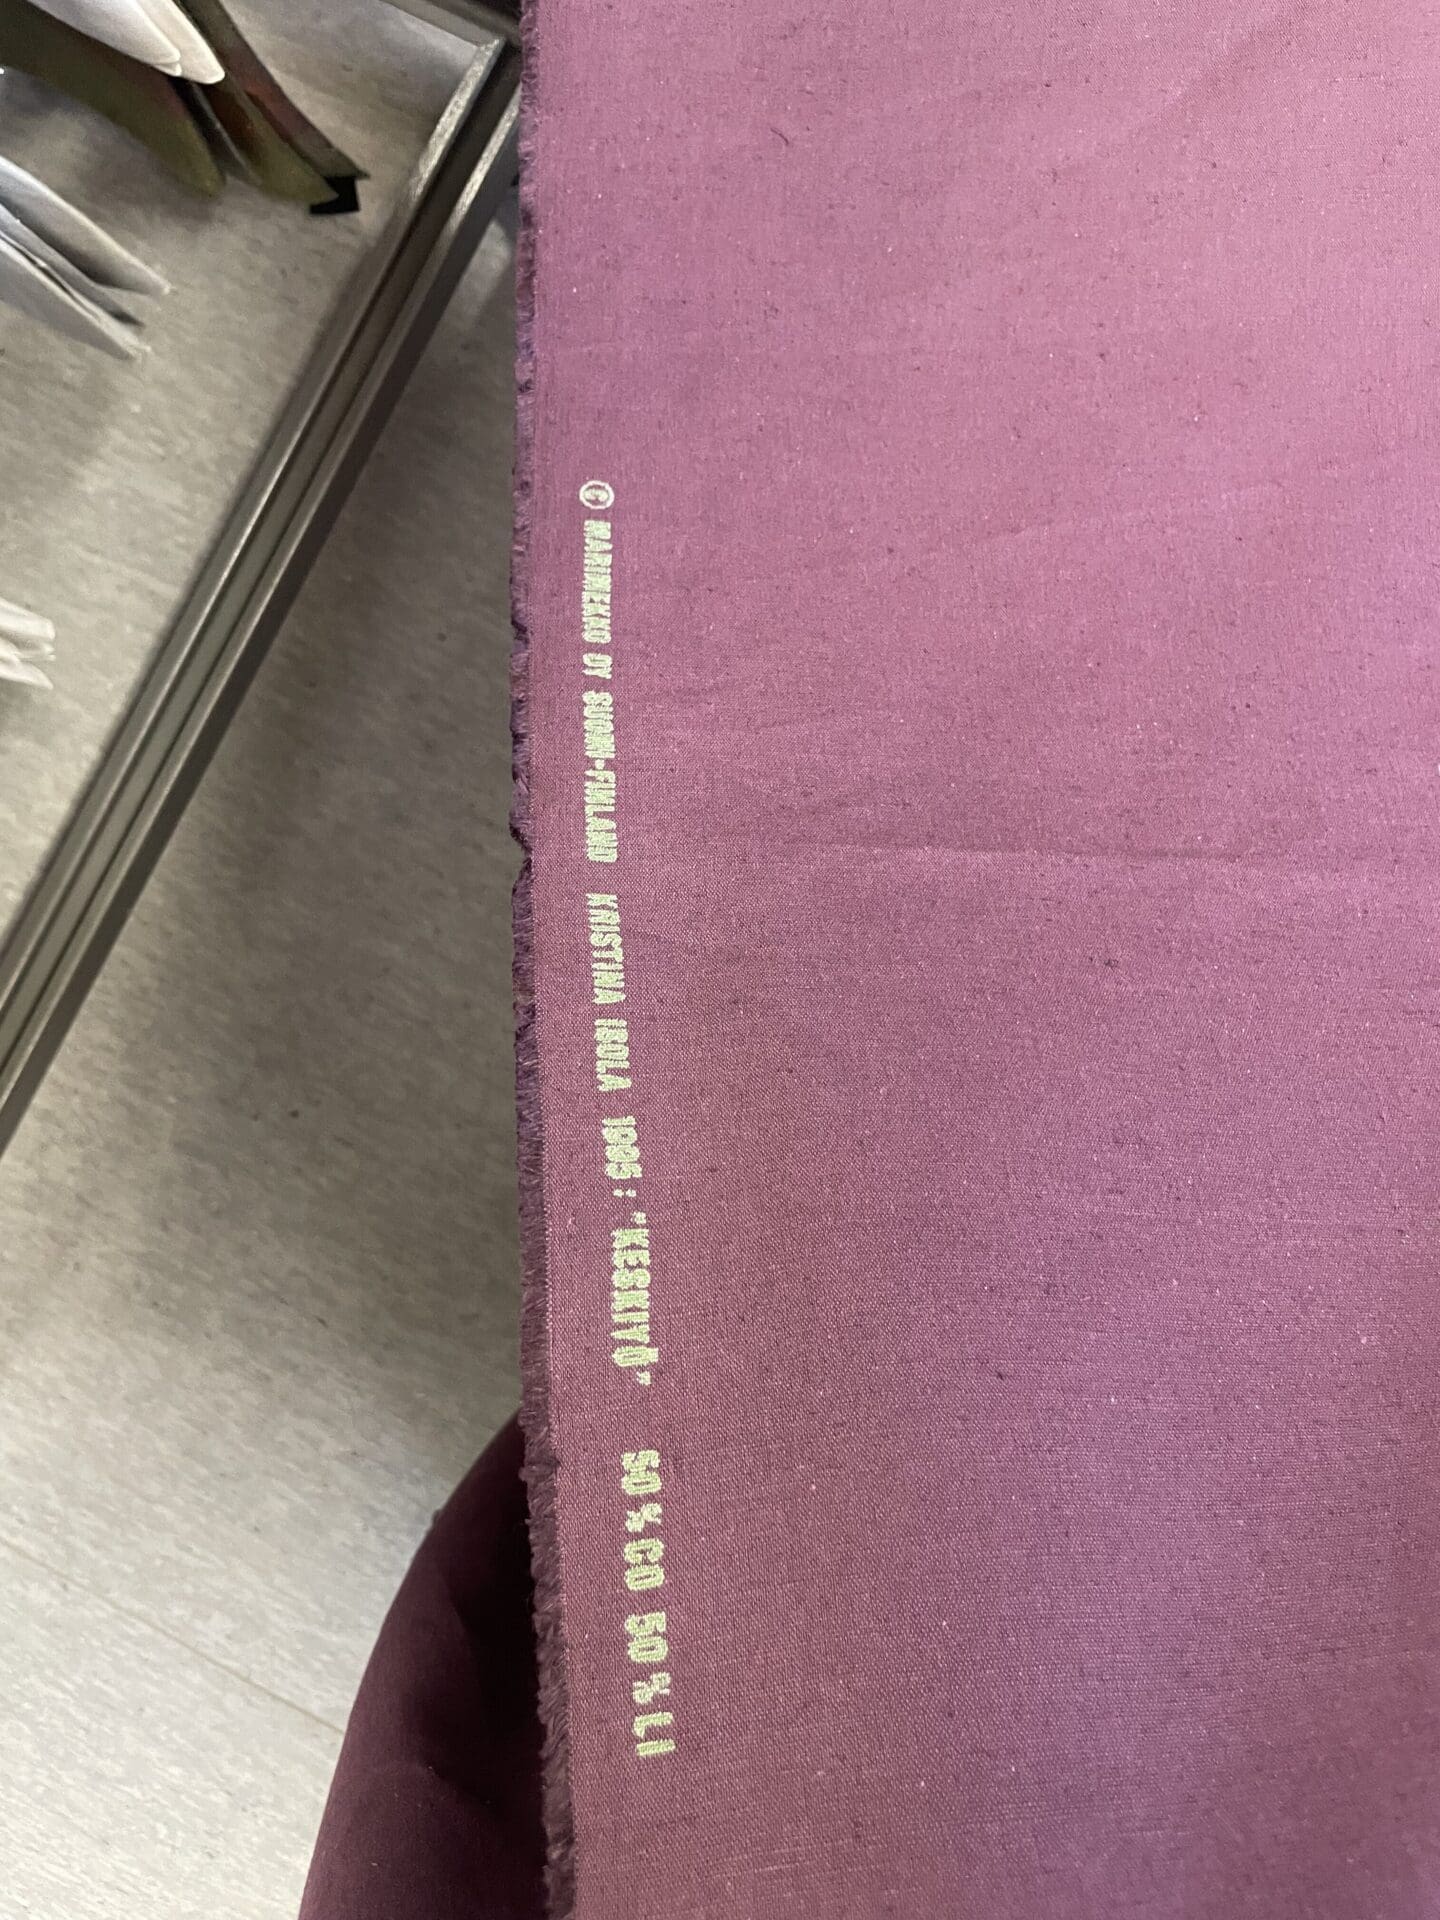 © MARIMEKKO OY SUOMI-FINLAND KRISTINA ISOLA 1995: "KESKIYÖ" 50%CO 50%LI